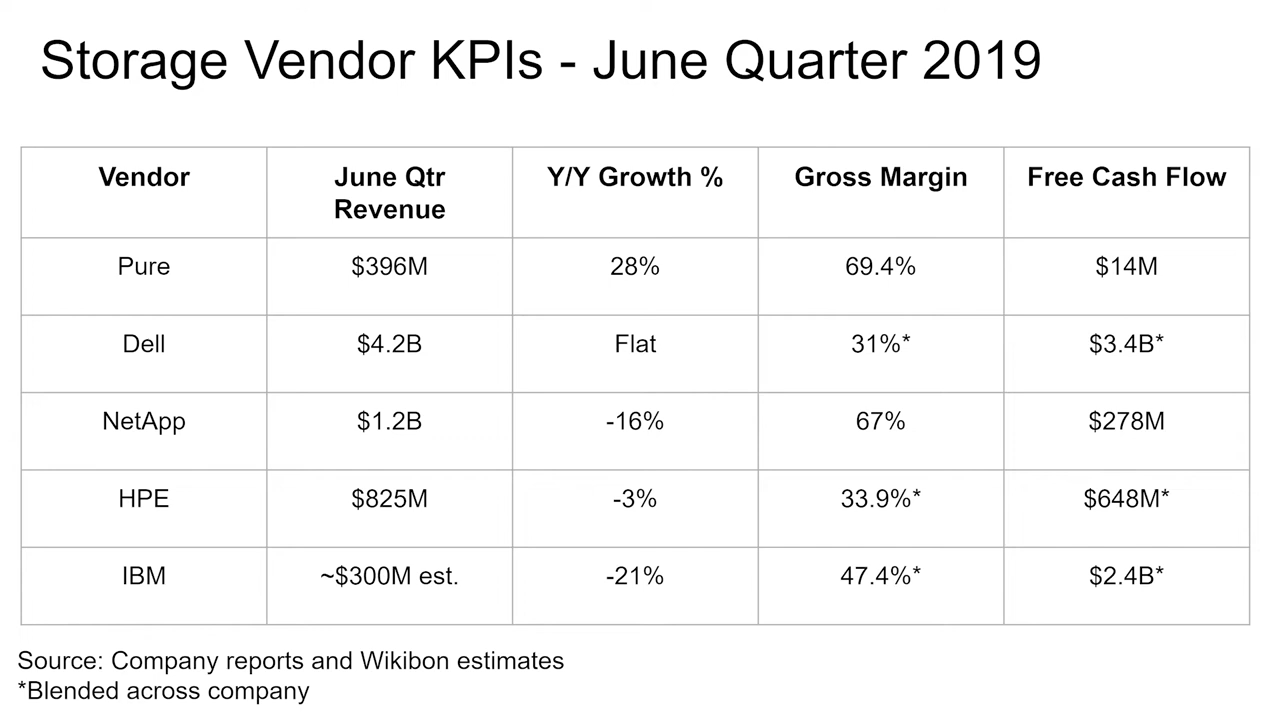 Storage Vendor KPIs - June Quarter 2019
Vendor June Qtr Revenue Y/Y Growth % Gross Margin Free Cash Flow
Pure $396M 28% 69.4% $14M
Dell $4.2B Flat 31%* $3.4B*
NetApp $1.2B -16% 67% $278M
HPE $825M -3% 33.9%* $648M*
IBM ~$300M est. -21% 47.4%* $2.4B*
Source: Company reports and Wikibon estimates
*Blended across company